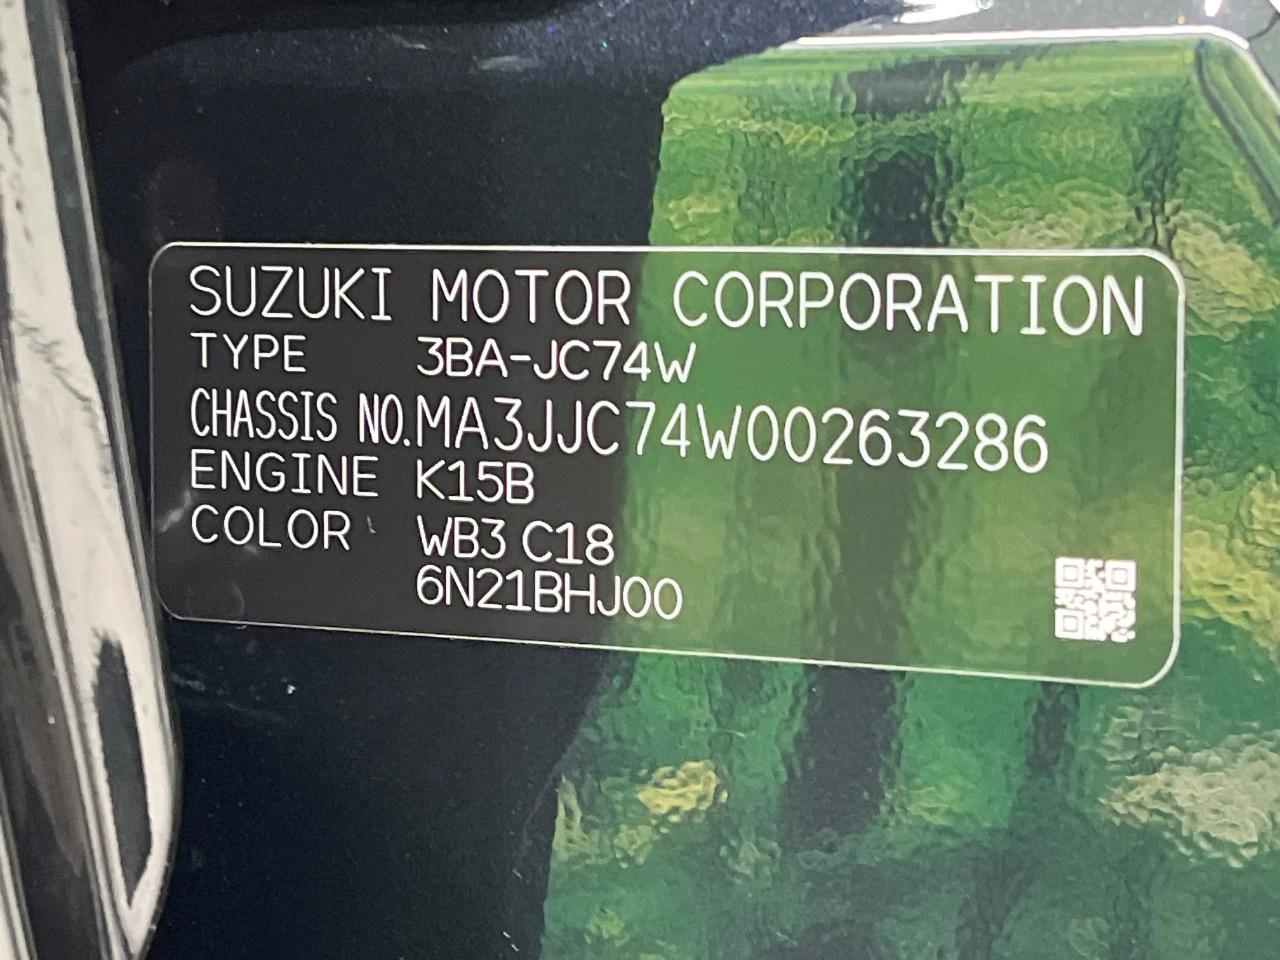 SUZUKI MOTOR CORPORATION
TYPE 3BA-JC74W
CHASSIS NO.MA3JJC74W00263286
ENGINE K15B
COLOR WB3 C18
6N21BHJ00